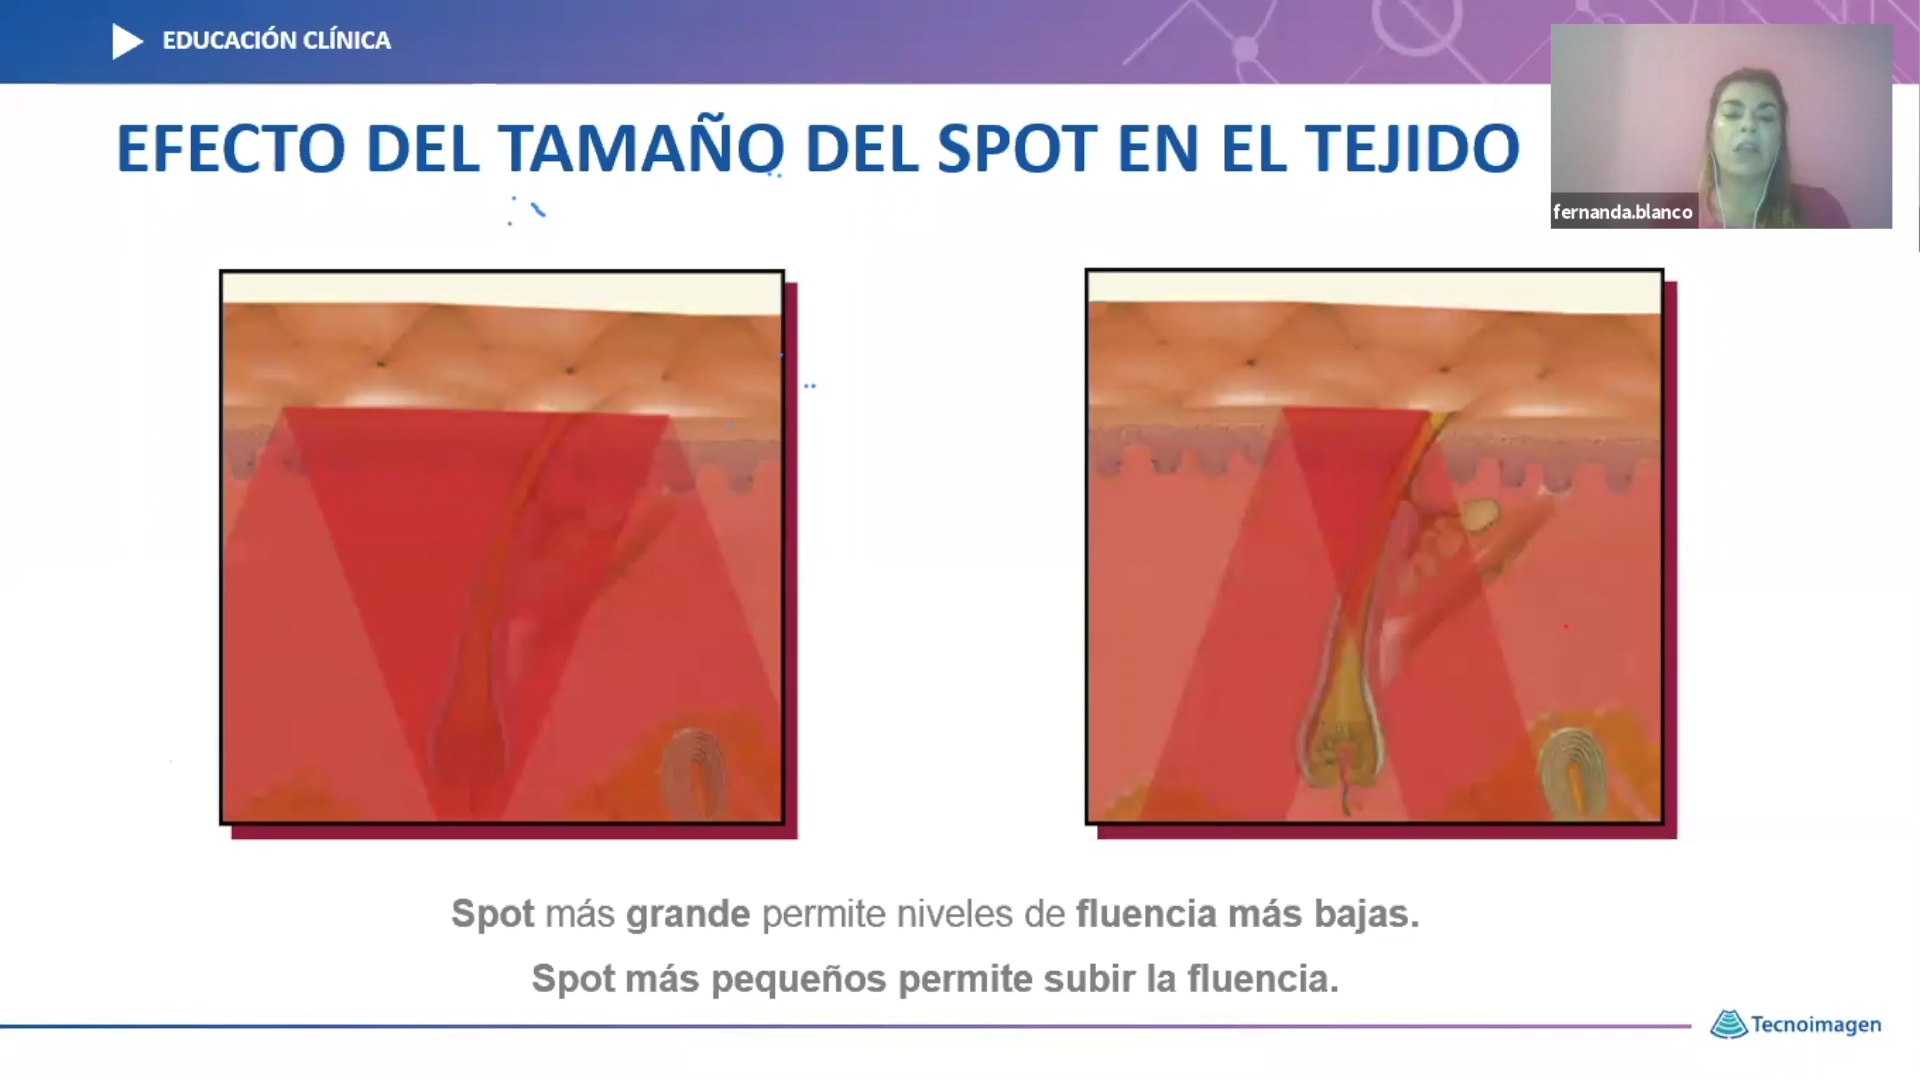 EDUCACIÓN CLÍNICA
EFECTO DEL TAMAÑO DEL SPOT EN EL TEJIDO
fernanda.blanco
Spot más grande permite niveles de fluencia más bajas.
Spot más pequeños permite subir la fluencia.
Tecnoimagen